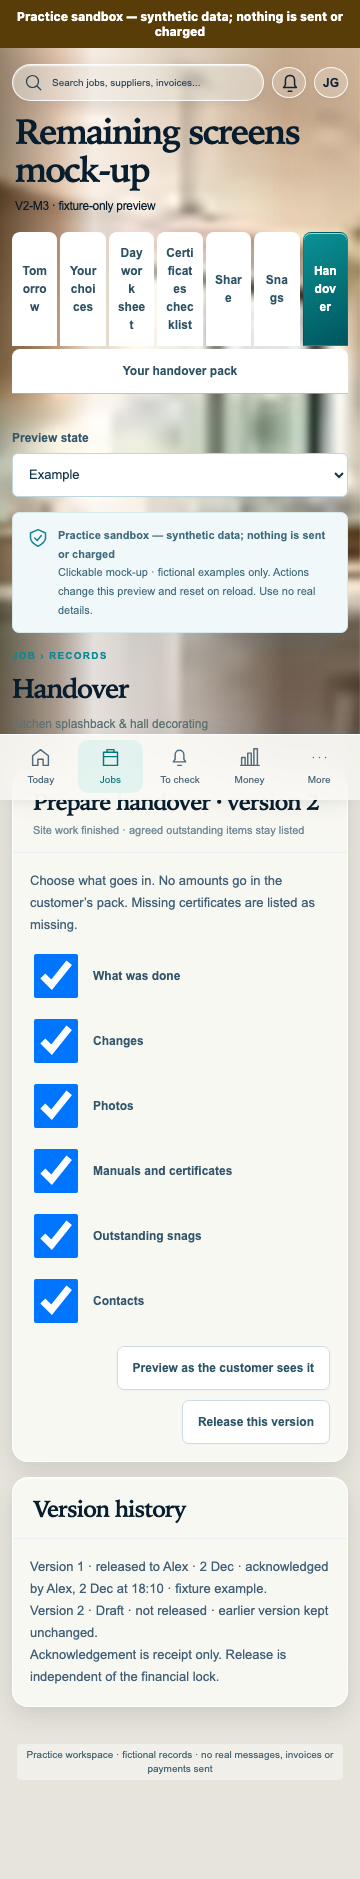 Practice sandbox — synthetic data; nothing is sent or
charged
Search jobs, suppliers, invoices...
JG
Remaining screens
mock-up
V2-M3 · fixture-only preview
Tom
orro
w
Your
choi
ces
Day
wor
k
shee
t
Certi
ficat
es
chec
klist
Shar
e
Sna
gs
Han
dov
er
Your handover pack
Preview state
Example
Practice sandbox — synthetic data; nothing is sent
or charged
Clickable mock-up · fictional examples only. Actions
change this preview and reset on reload. Use no real
details.
JOB › RECORDS
Handover
Kitchen splashback & hall decorating
Today
Jobs
To check
Money
More
Prepare handover · version 2
Site work finished · agreed outstanding items stay listed
Choose what goes in. No amounts go in the
customer’s pack. Missing certificates are listed as
missing.
What was done
Changes
Photos
Manuals and certificates
Outstanding snags
Contacts
Preview as the customer sees it
Release this version
Version history
Version 1 · released to Alex · 2 Dec · acknowledged
by Alex, 2 Dec at 18:10 · fixture example.
Version 2 · Draft · not released · earlier version kept
unchanged.
Acknowledgement is receipt only. Release is
independent of the financial lock.
Practice workspace · fictional records · no real messages, invoices or
payments sent